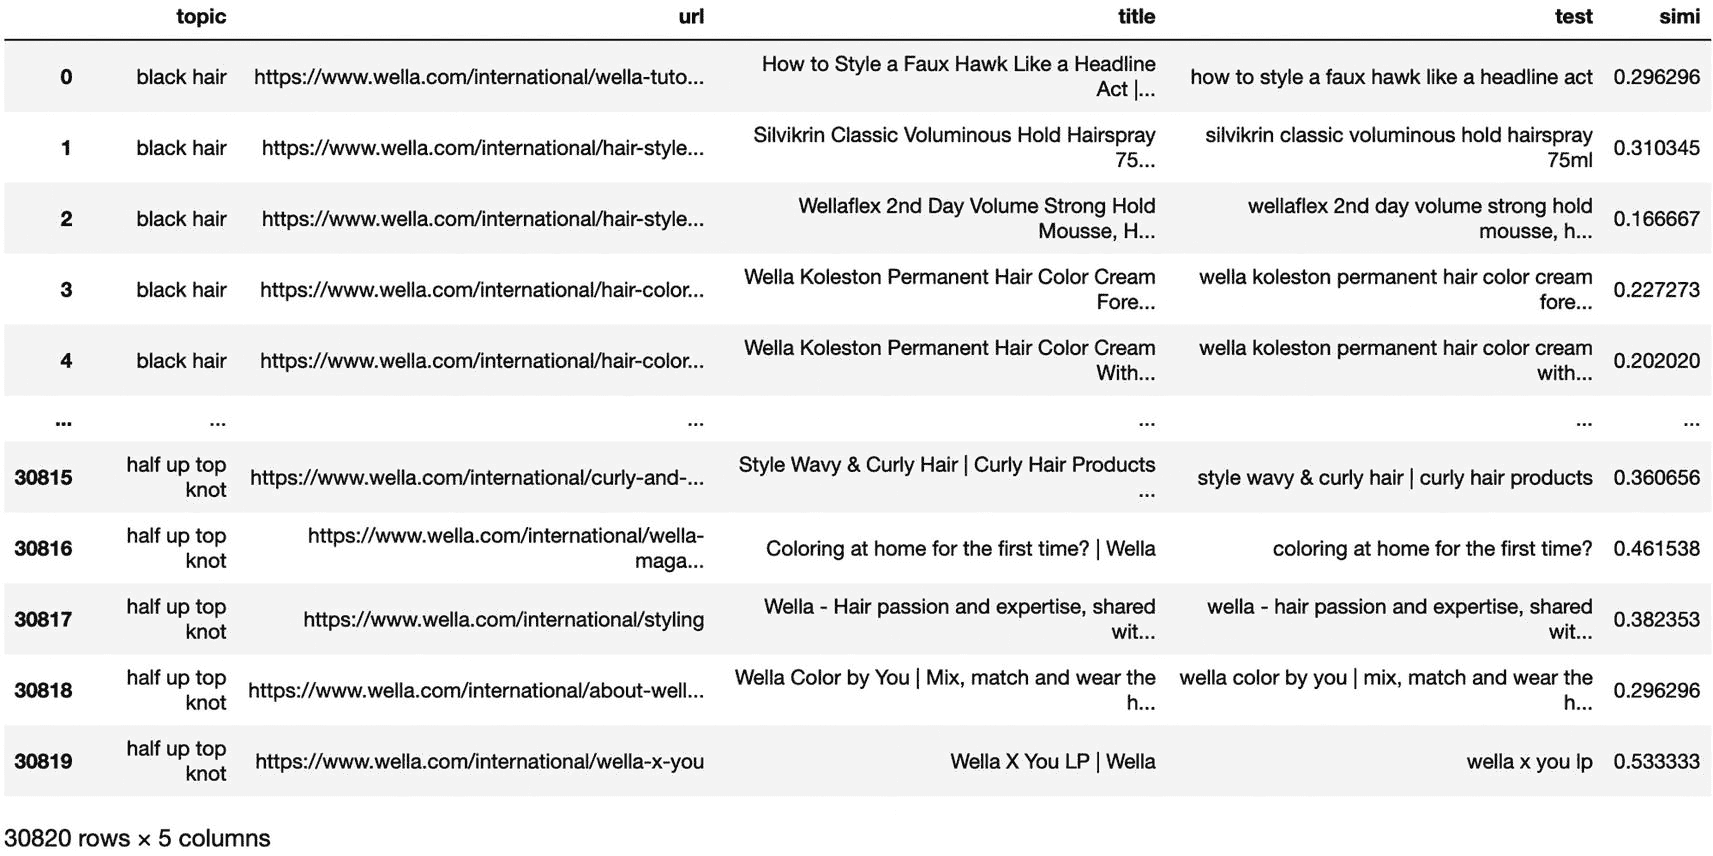 topic url title test simi
0 black hair https://www.wella.com/international/wella-tuto... How to Style a Faux Hawk Like a Headline Act |... how to style a faux hawk like a headline act 0.296296
1 black hair https://www.wella.com/international/hair-style... Silvikrin Classic Voluminous Hold Hairspray 75... silvikrin classic voluminous hold hairspray 75ml 0.310345
2 black hair https://www.wella.com/international/hair-style... Wellaflex 2nd Day Volume Strong Hold Mousse, H... wellaflex 2nd day volume strong hold mousse, h... 0.166667
3 black hair https://www.wella.com/international/hair-color... Wella Koleston Permanent Hair Color Cream Fore... wella koleston permanent hair color cream fore... 0.227273
4 black hair https://www.wella.com/international/hair-color... Wella Koleston Permanent Hair Color Cream With... wella koleston permanent hair color cream with... 0.202020
... ... ... ... ... ...
30815 half up top knot https://www.wella.com/international/curly-and-... Style Wavy & Curly Hair | Curly Hair Products ... style wavy & curly hair | curly hair products 0.360656
30816 half up top knot https://www.wella.com/international/wella-maga... Coloring at home for the first time? | Wella coloring at home for the first time? 0.461538
30817 half up top knot https://www.wella.com/international/styling Wella - Hair passion and expertise, shared wit... wella - hair passion and expertise, shared wit... 0.382353
30818 half up top knot https://www.wella.com/international/about-well... Wella Color by You | Mix, match and wear the h... wella color by you | mix, match and wear the h... 0.296296
30819 half up top knot https://www.wella.com/international/wella-x-you Wella X You LP | Wella wella x you lp 0.533333
30820 rows × 5 columns